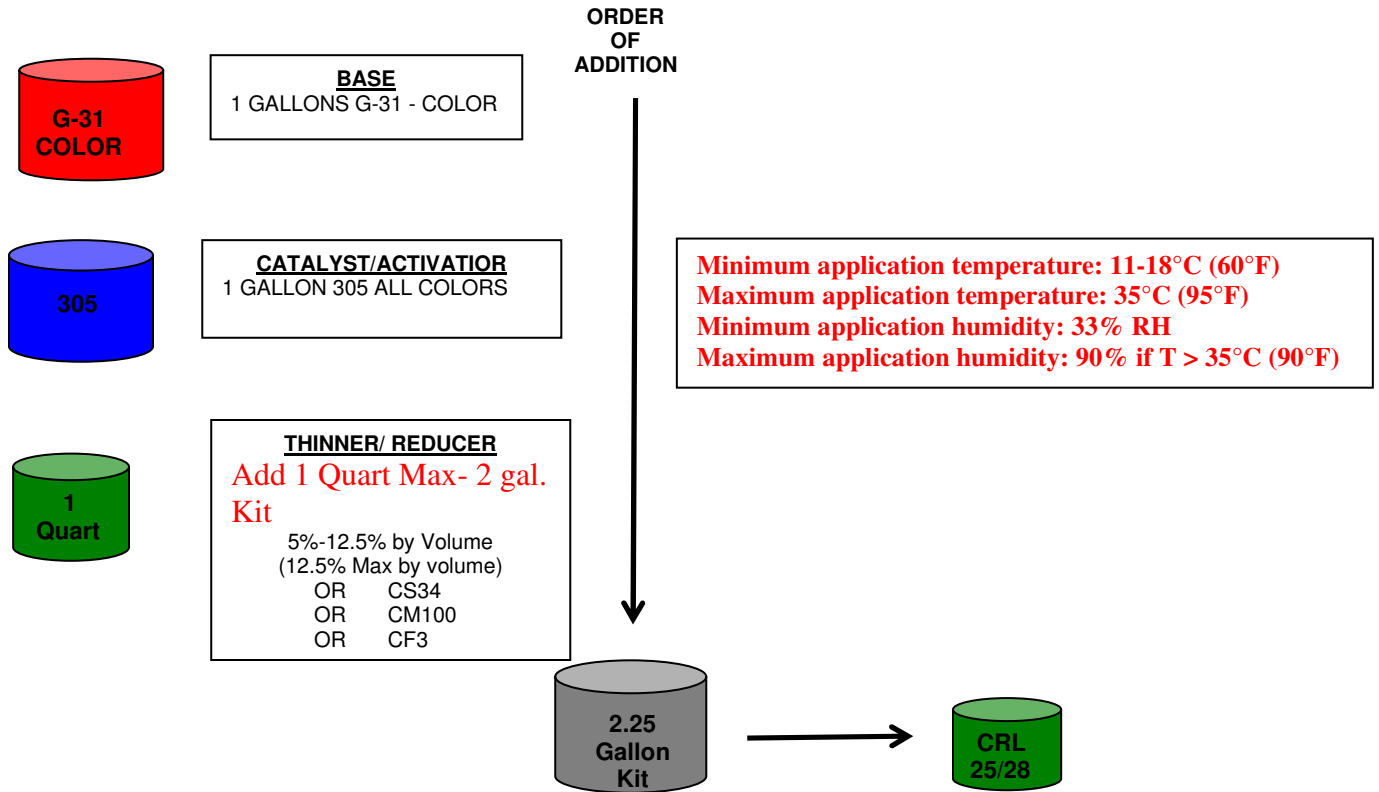 ORDER
OF
ADDITION
G-31
COLOR
BASE
1 GALLONS G-31 - COLOR
305
CATALYST/ACTIVATIOR
1 GALLON 305 ALL COLORS
Minimum application temperature: 11-18°C (60°F)
Maximum application temperature: 35°C (95°F)
Minimum application humidity: 33% RH
Maximum application humidity: 90% if T > 35°C (90°F)
1
Quart
THINNER/ REDUCER
Add 1 Quart Max- 2 gal.
Kit
5%-12.5% by Volume
(12.5% Max by volume)
OR CS34
OR CM100
OR CF3
2.25
Gallon
Kit
CRL
25/28